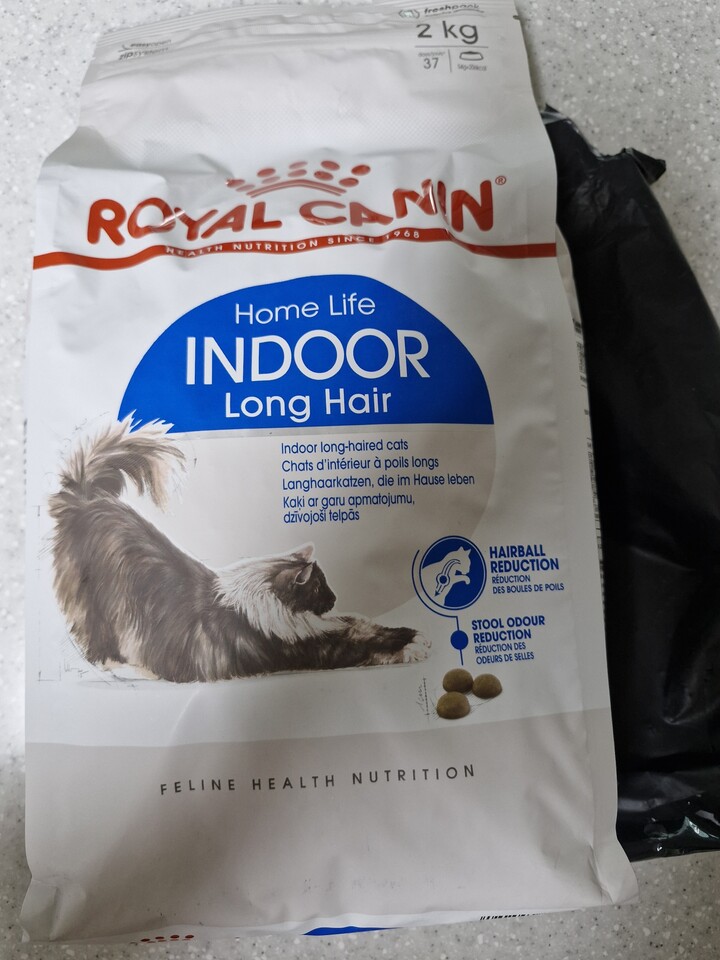 freshpack
2 kg
37
ROYAL CANIN®
HEALTH NUTRITION SINCE 1968
Home Life
INDOOR
Long Hair
Indoor long-haired cats
Chats d'intérieur à poils longs
Langhaarkatzen, die im Hause leben
Kaķi ar garu apmatojumu,
dzīvojoši telpās
HAIRBALL
REDUCTION
RÉDUCTION
DES BOULES DE POILS
STOOL ODOUR
REDUCTION
RÉDUCTION DES
ODEURS DE SELLES
FELINE HEALTH NUTRITION